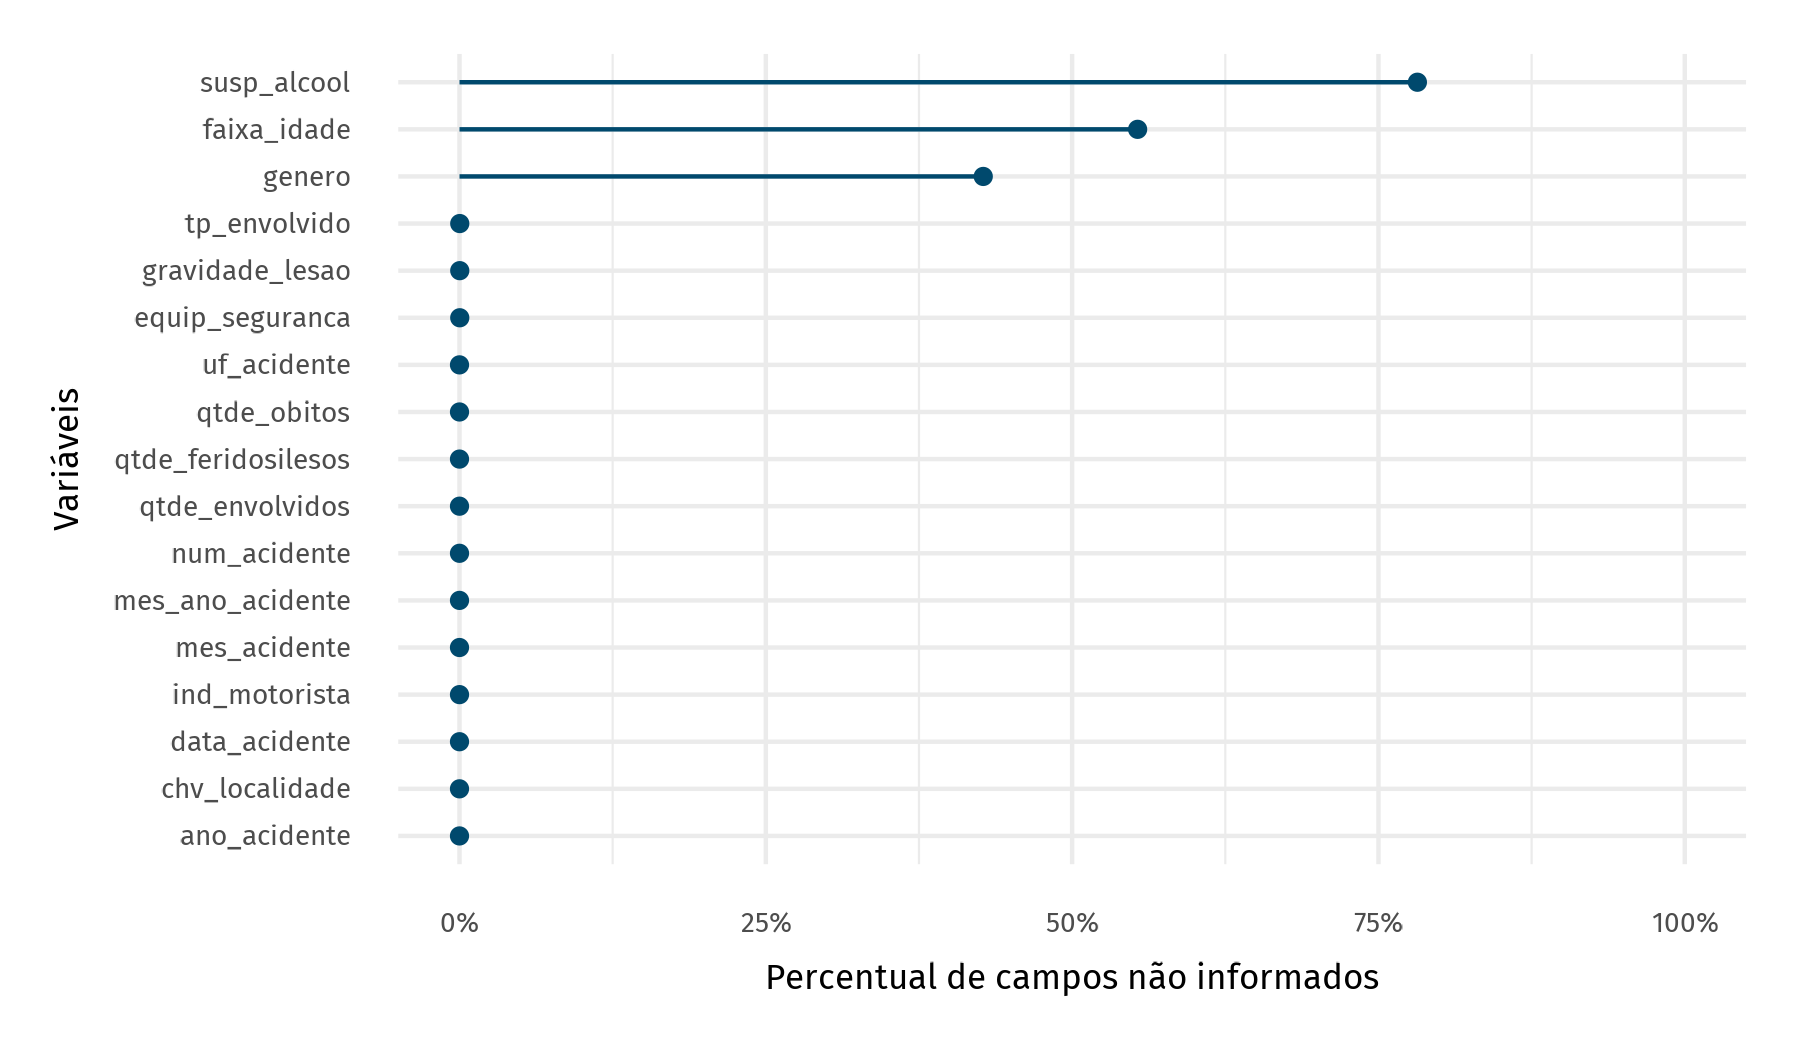 susp_alcool
faixa_idade
genero
tp_envolvido
gravidade_lesao
equip_seguranca
uf_acidente
qtde_obitos
qtde_feridosilesos
qtde_envolvidos
num_acidente
mes_ano_acidente
mes_acidente
ind_motorista
data_acidente
chv_localidade
ano_acidente
Variáveis
0% 25% 50% 75% 100%
Percentual de campos não informados